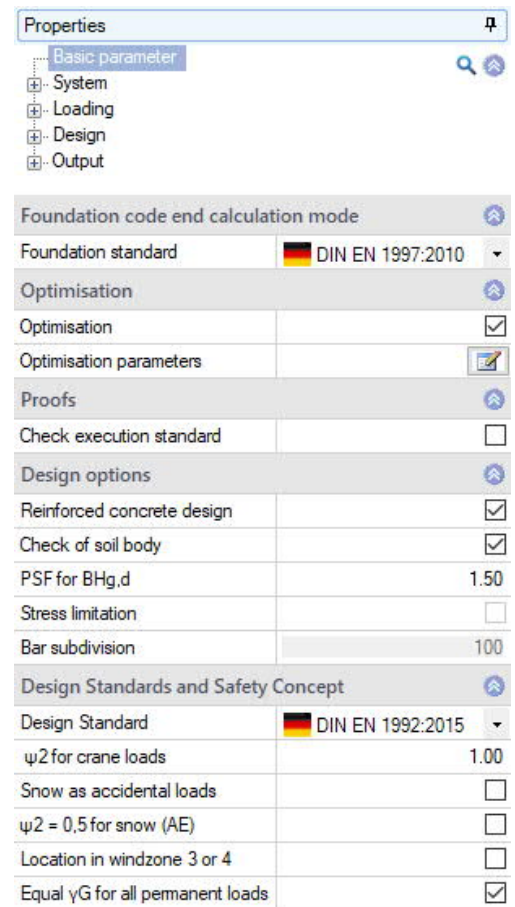 Properties
Basic parameter
System
Loading
Design
Output
Foundation code end calculation mode
Foundation standard DIN EN 1997:2010
Optimisation
Optimisation
Optimisation parameters
Proofs
Check execution standard
Design options
Reinforced concrete design
Check of soil body
PSF for BHg,d 1.50
Stress limitation
Bar subdivision 100
Design Standards and Safety Concept
Design Standard DIN EN 1992:2015
ψ2 for crane loads 1.00
Snow as accidental loads
ψ2 = 0,5 for snow (AE)
Location in windzone 3 or 4
Equal γG for all permanent loads